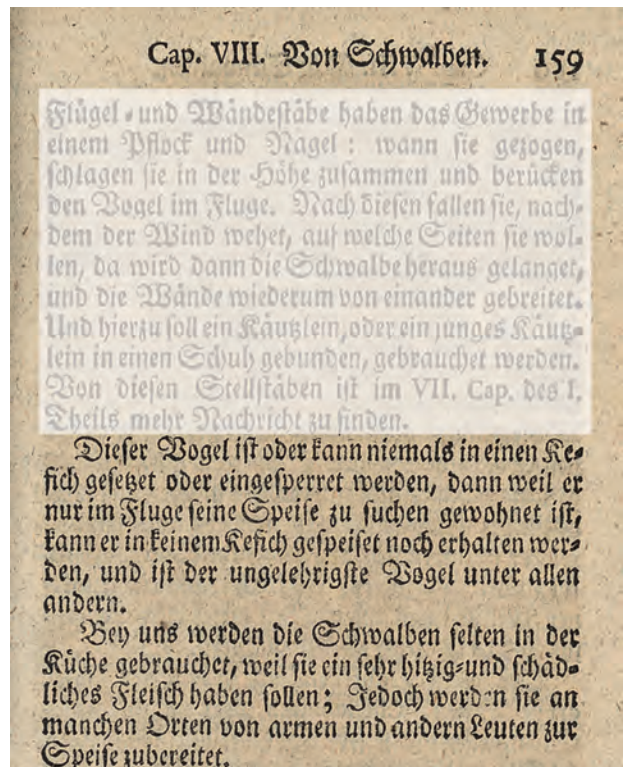 Cap. VIII. Von Schwalben. 159
Flügel-und Wändestäbe haben das Gewerbe in
einem Pflock und Nagel: wann sie gezogen,
schlagen sie in der Höhe zusammen und berücken
den Vogel im Fluge. Nach diesen fallen sie, nach-
dem der Wind wehet, auf welche Seiten sie wol-
len, da wird dann die Schwalbe heraus gelanget,
und die Wände wiederum von einander gebreitet.
Und hierzu soll ein Käutzlein, oder ein junges Käutz-
lein in einen Schuh gebunden, gebrauchet werden.
Von diesen Stellstäben ist im VII. Cap. des I.
Theils mehr Nachricht zu finden.
Dieser Vogel ist oder kann niemals in einen Ke-
fich gesetzet oder eingesperret werden, dann weil er
nur im Fluge seine Speise zu suchen gewohnet ist,
kann er in keinem Kefich gespeiset noch erhalten wer-
den, und ist der ungelehrigste Vogel unter allen
andern.
Bey uns werden die Schwalben selten in der
Küche gebrauchet, weil sie ein sehr hitzig-und schäd-
liches Fleisch haben sollen; Jedoch werden sie an
manchen Orten von armen und andern Leuten zur
Speise zubereitet.